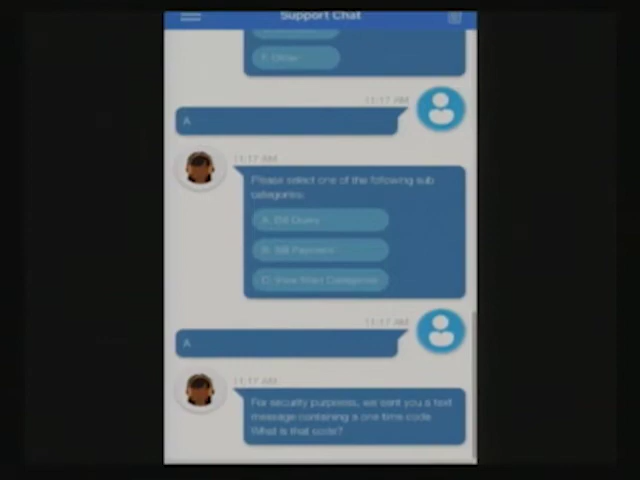 Support Chat
F. Other
11:17 AM
A
11:17 AM
Please select one of the following sub
categories:
A. Bill Query
B. Bill Payment
C. View Main Categories
11:17 AM
A
11:17 AM
For security purposes, we sent you a text
message containing a one time code.
What is that code?